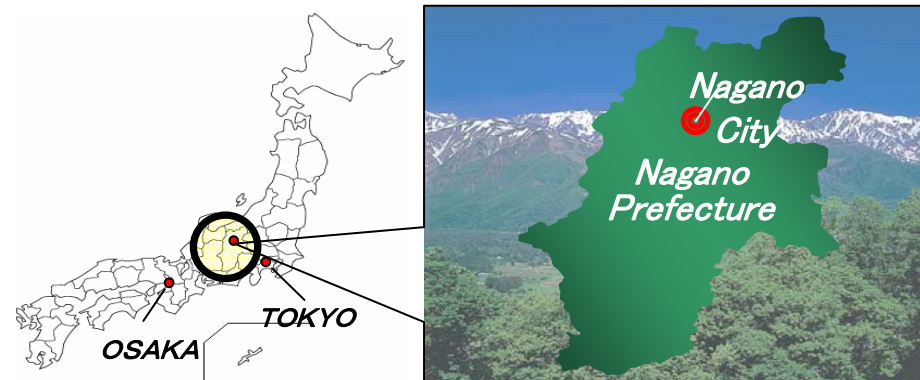 OSAKA
TOKYO
Nagano
City
Nagano
Prefecture